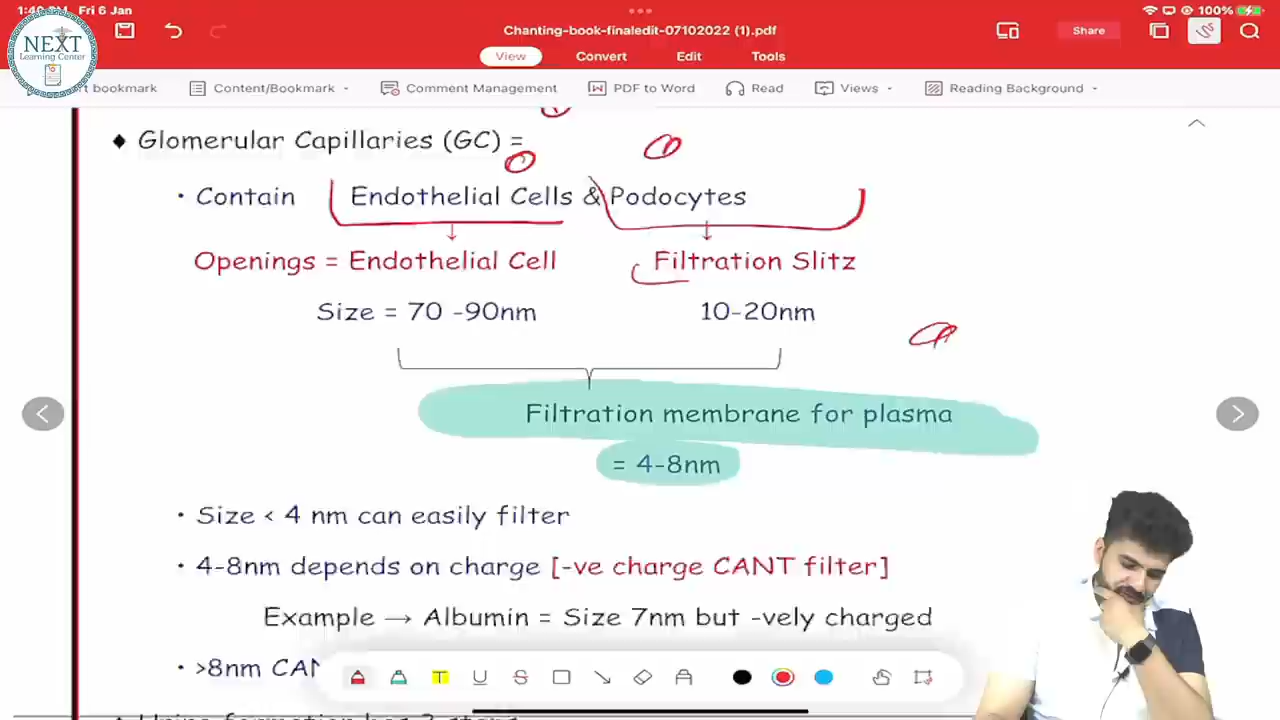 1:40 PM Fri 6 Jan
100%
NEXT
Learning Center
Chanting-book-finaledit-07102022 (1).pdf
Share
View Convert Edit Tools
bookmark Content/Bookmark Comment Management PDF to Word Read Views Reading Background
♦ Glomerular Capillaries (GC) =
• Contain Endothelial Cells & Podocytes
Openings = Endothelial Cell Filtration Slitz
Size = 70 -90nm 10-20nm
Filtration membrane for plasma
= 4-8nm
• Size < 4 nm can easily filter
• 4-8nm depends on charge [-ve charge CANT filter]
Example → Albumin = Size 7nm but -vely charged
• >8nm CAN